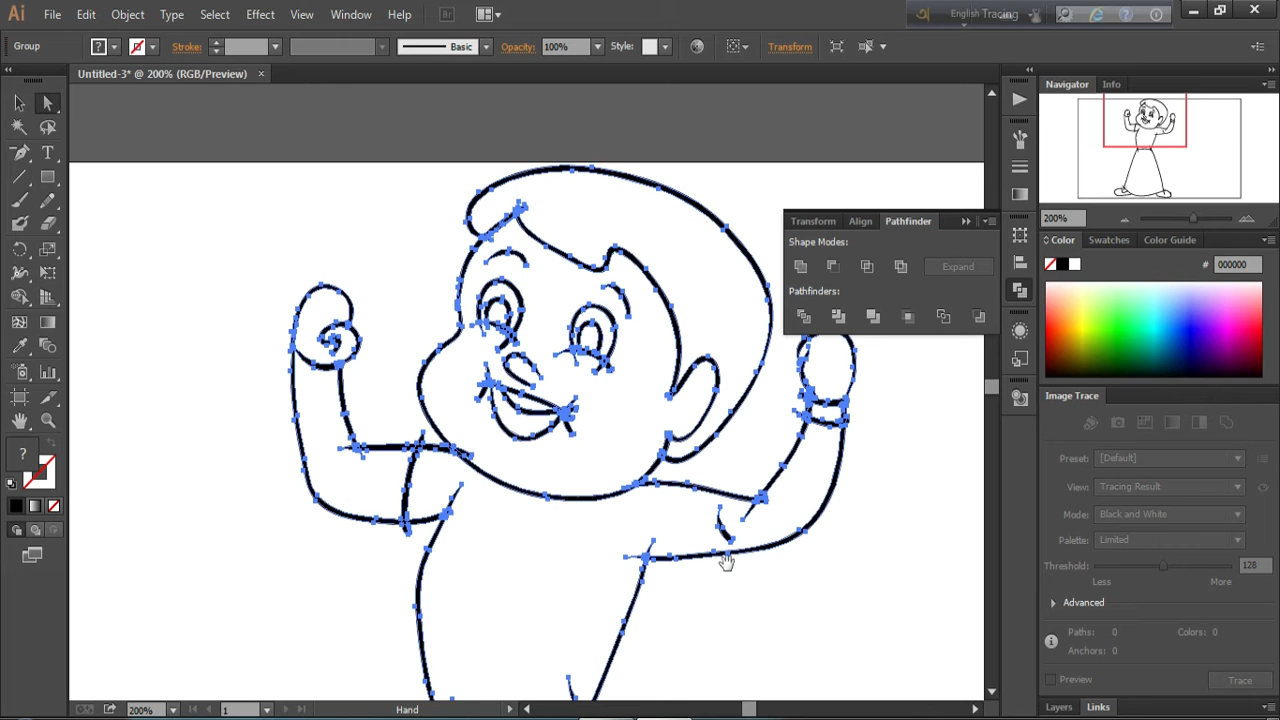 Ai File Edit Object Type Select Effect View Window Help Br English Tracing
Group Stroke: Basic Opacity: 100% Style: Transform
Untitled-3* @ 200% (RGB/Preview) ×
Navigator Info
200%
Transform Align Pathfinder
Shape Modes:
Expand
Pathfinders:
Color Swatches Color Guide
# 000000
Image Trace
Preset: [Default]
View: Tracing Result
Mode: Black and White
Palette: Limited
Threshold: 128
Less More
Advanced
Paths: 0 Colors: 0
Anchors: 0
Preview Trace
Layers Links
?
200% 1 Hand